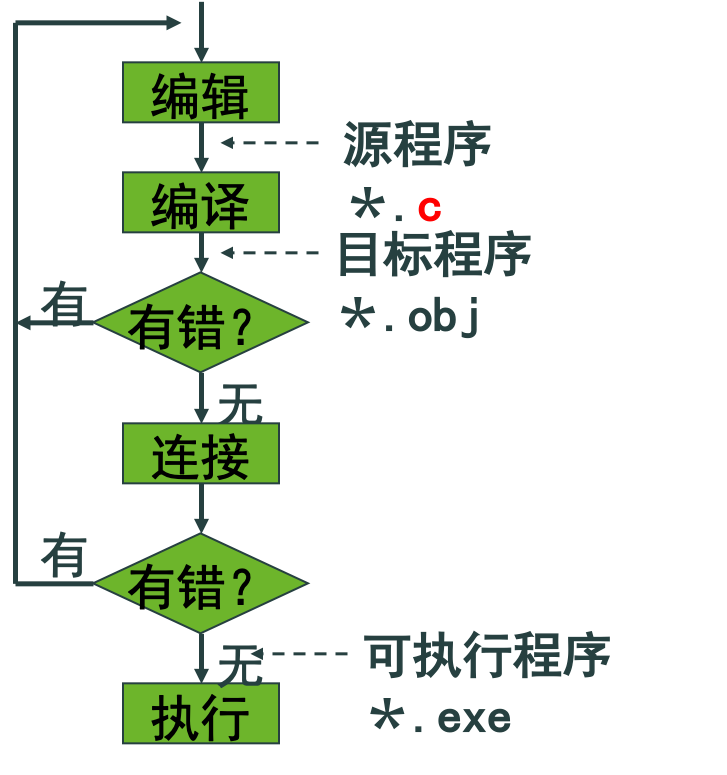 编辑
源程序
*.c
编译
目标程序
*.obj
有
有错?
无
连接
有
有错?
无
可执行程序
*.exe
执行